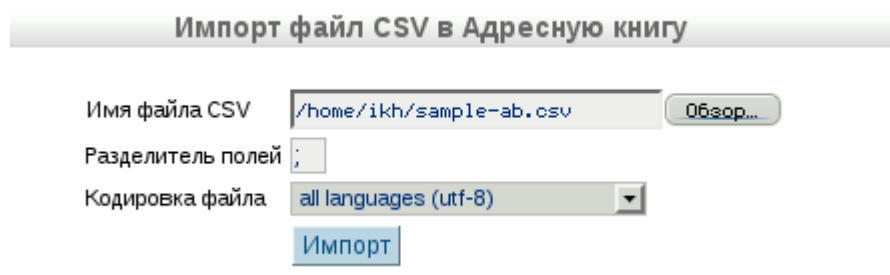 Импорт файл CSV в Адресную книгу
Имя файла CSV /home/ikh/sample-ab.csv Обзор...
Разделитель полей ;
Кодировка файла all languages (utf-8)
Импорт